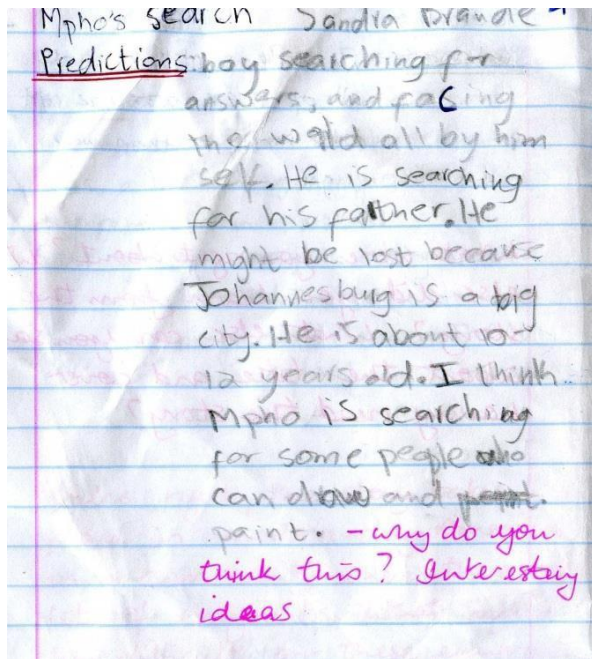 Mpho's search Sandra Braude
Predictions: boy searching for
answers, and facing
the world all by him
self. He is searching
for his father. He
might be lost because
Johannesburg is a big
city. He is about 10-
12 years old. I think
Mpho is searching
for some people who
can draw and paint.
paint. - why do you
think this? Interesting
ideas